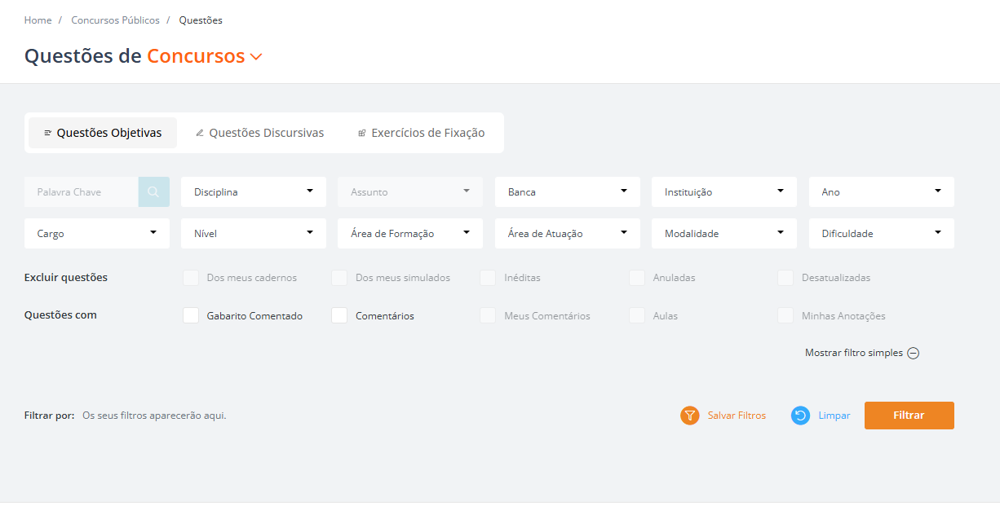 Home / Concursos Públicos / Questões
Questões de Concursos
Questões Objetivas Questões Discursivas Exercícios de Fixação
Palavra Chave Disciplina Assunto Banca Instituição Ano
Cargo Nível Área de Formação Área de Atuação Modalidade Dificuldade
Excluir questões Dos meus cadernos Dos meus simulados Inéditas Anuladas Desatualizadas
Questões com Gabarito Comentado Comentários Meus Comentários Aulas Minhas Anotações
Mostrar filtro simples
Filtrar por: Os seus filtros aparecerão aqui. Salvar Filtros Limpar Filtrar